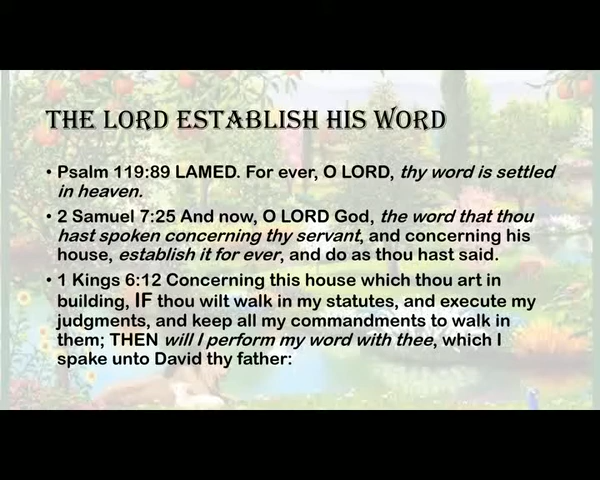 THE LORD ESTABLISH HIS WORD
• Psalm 119:89 LAMED. For ever, O LORD, thy word is settled
in heaven.
• 2 Samuel 7:25 And now, O LORD God, the word that thou
hast spoken concerning thy servant, and concerning his
house, establish it for ever, and do as thou hast said.
• 1 Kings 6:12 Concerning this house which thou art in
building, IF thou wilt walk in my statutes, and execute my
judgments, and keep all my commandments to walk in
them; THEN will I perform my word with thee, which I
spake unto David thy father: